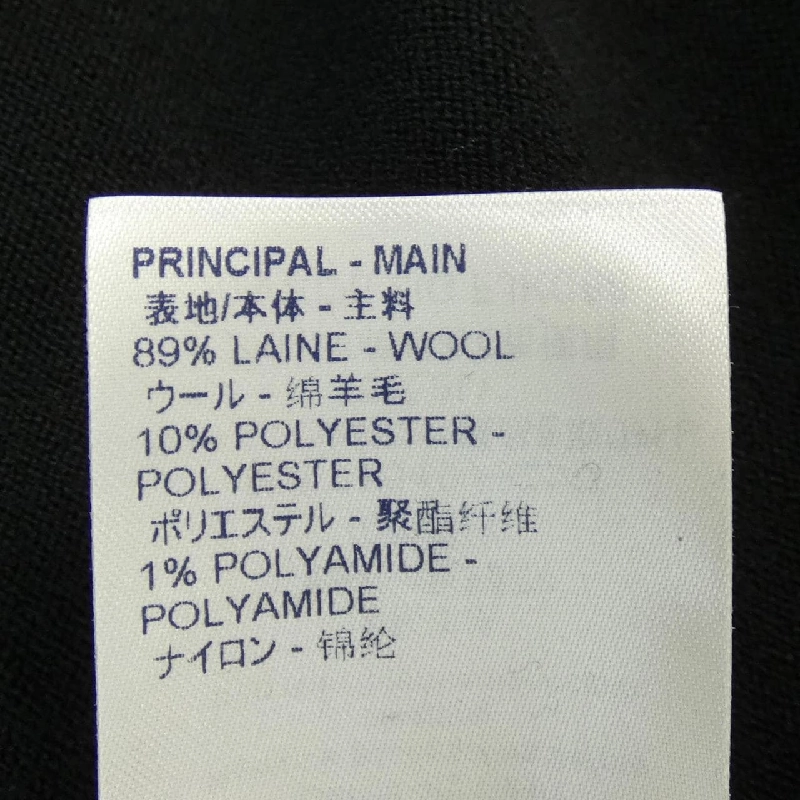 PRINCIPAL - MAIN
表地/本体 - 主料
89% LAINE - WOOL
ウール - 绵羊毛
10% POLYESTER -
POLYESTER
ポリエステル - 聚酯纤维
1% POLYAMIDE -
POLYAMIDE
ナイロン - 锦纶